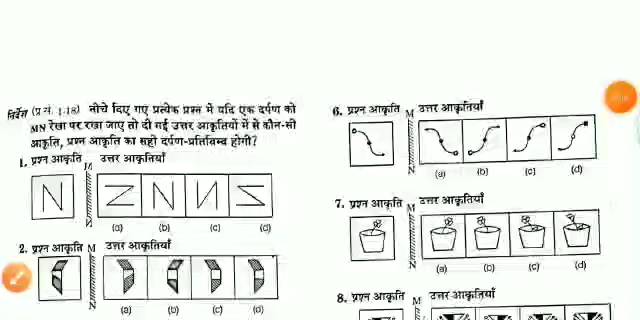 निर्देश (प्र.सं. 1-18) नीचे दिए गए प्रत्येक प्रश्न में यदि एक दर्पण को
MN रेखा पर रखा जाए तो दी गई उत्तर आकृतियों में से कौन-सी
आकृति, प्रश्न आकृति का सही दर्पण-प्रतिबिम्ब होगी?
1. प्रश्न आकृति M उत्तर आकृतियाँ
N
(a) (b) (c) (d)
2. प्रश्न आकृति M उत्तर आकृतियाँ
N
(a) (b) (c) (d)
6. प्रश्न आकृति M उत्तर आकृतियाँ
N
(a) (b) (c) (d)
7. प्रश्न आकृति M उत्तर आकृतियाँ
N
(a) (b) (c) (d)
8. प्रश्न आकृति M उत्तर आकृतियाँ